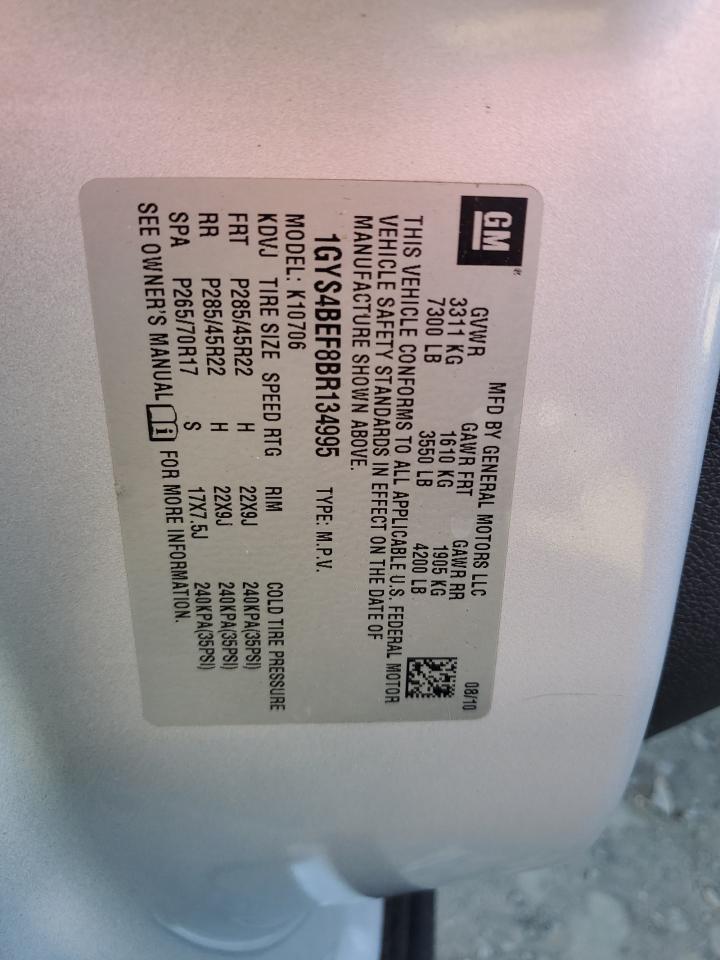 GM®
MFD BY GENERAL MOTORS LLC 08/10
GVWR GAWR FRT GAWR RR
3311 KG 1610 KG 1905 KG
7300 LB 3550 LB 4200 LB
THIS VEHICLE CONFORMS TO ALL APPLICABLE U.S. FEDERAL MOTOR
VEHICLE SAFETY STANDARDS IN EFFECT ON THE DATE OF
MANUFACTURE SHOWN ABOVE.
1GYS4BEF8BR134995 TYPE: M.P.V.
MODEL: K10706
KDVJ TIRE SIZE SPEED RTG RIM COLD TIRE PRESSURE
FRT P285/45R22 H 22X9J 240KPA(35PSI)
RR P285/45R22 H 22X9J 240KPA(35PSI)
SPA P265/70R17 S 17X7.5J 240KPA(35PSI)
SEE OWNER'S MANUAL i FOR MORE INFORMATION.